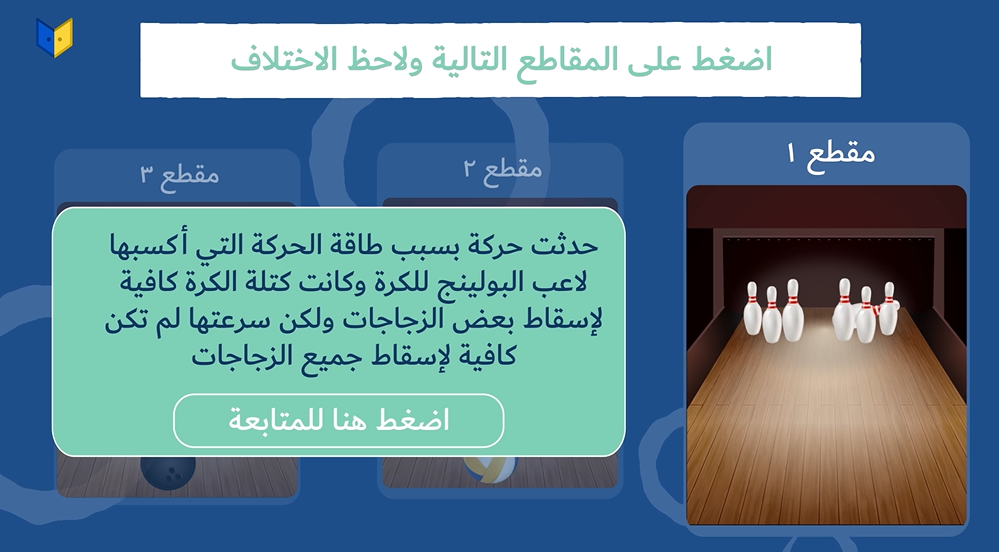 اضغط على المقاطع التالية ولاحظ الاختلاف
مقطع ١
مقطع ٢
مقطع ٣
حدثت حركة بسبب طاقة الحركة التي أكسبها
لاعب البولينج للكرة وكانت كتلة الكرة كافية
لإسقاط بعض الزجاجات ولكن سرعتها لم تكن
كافية لإسقاط جميع الزجاجات
اضغط هنا للمتابعة